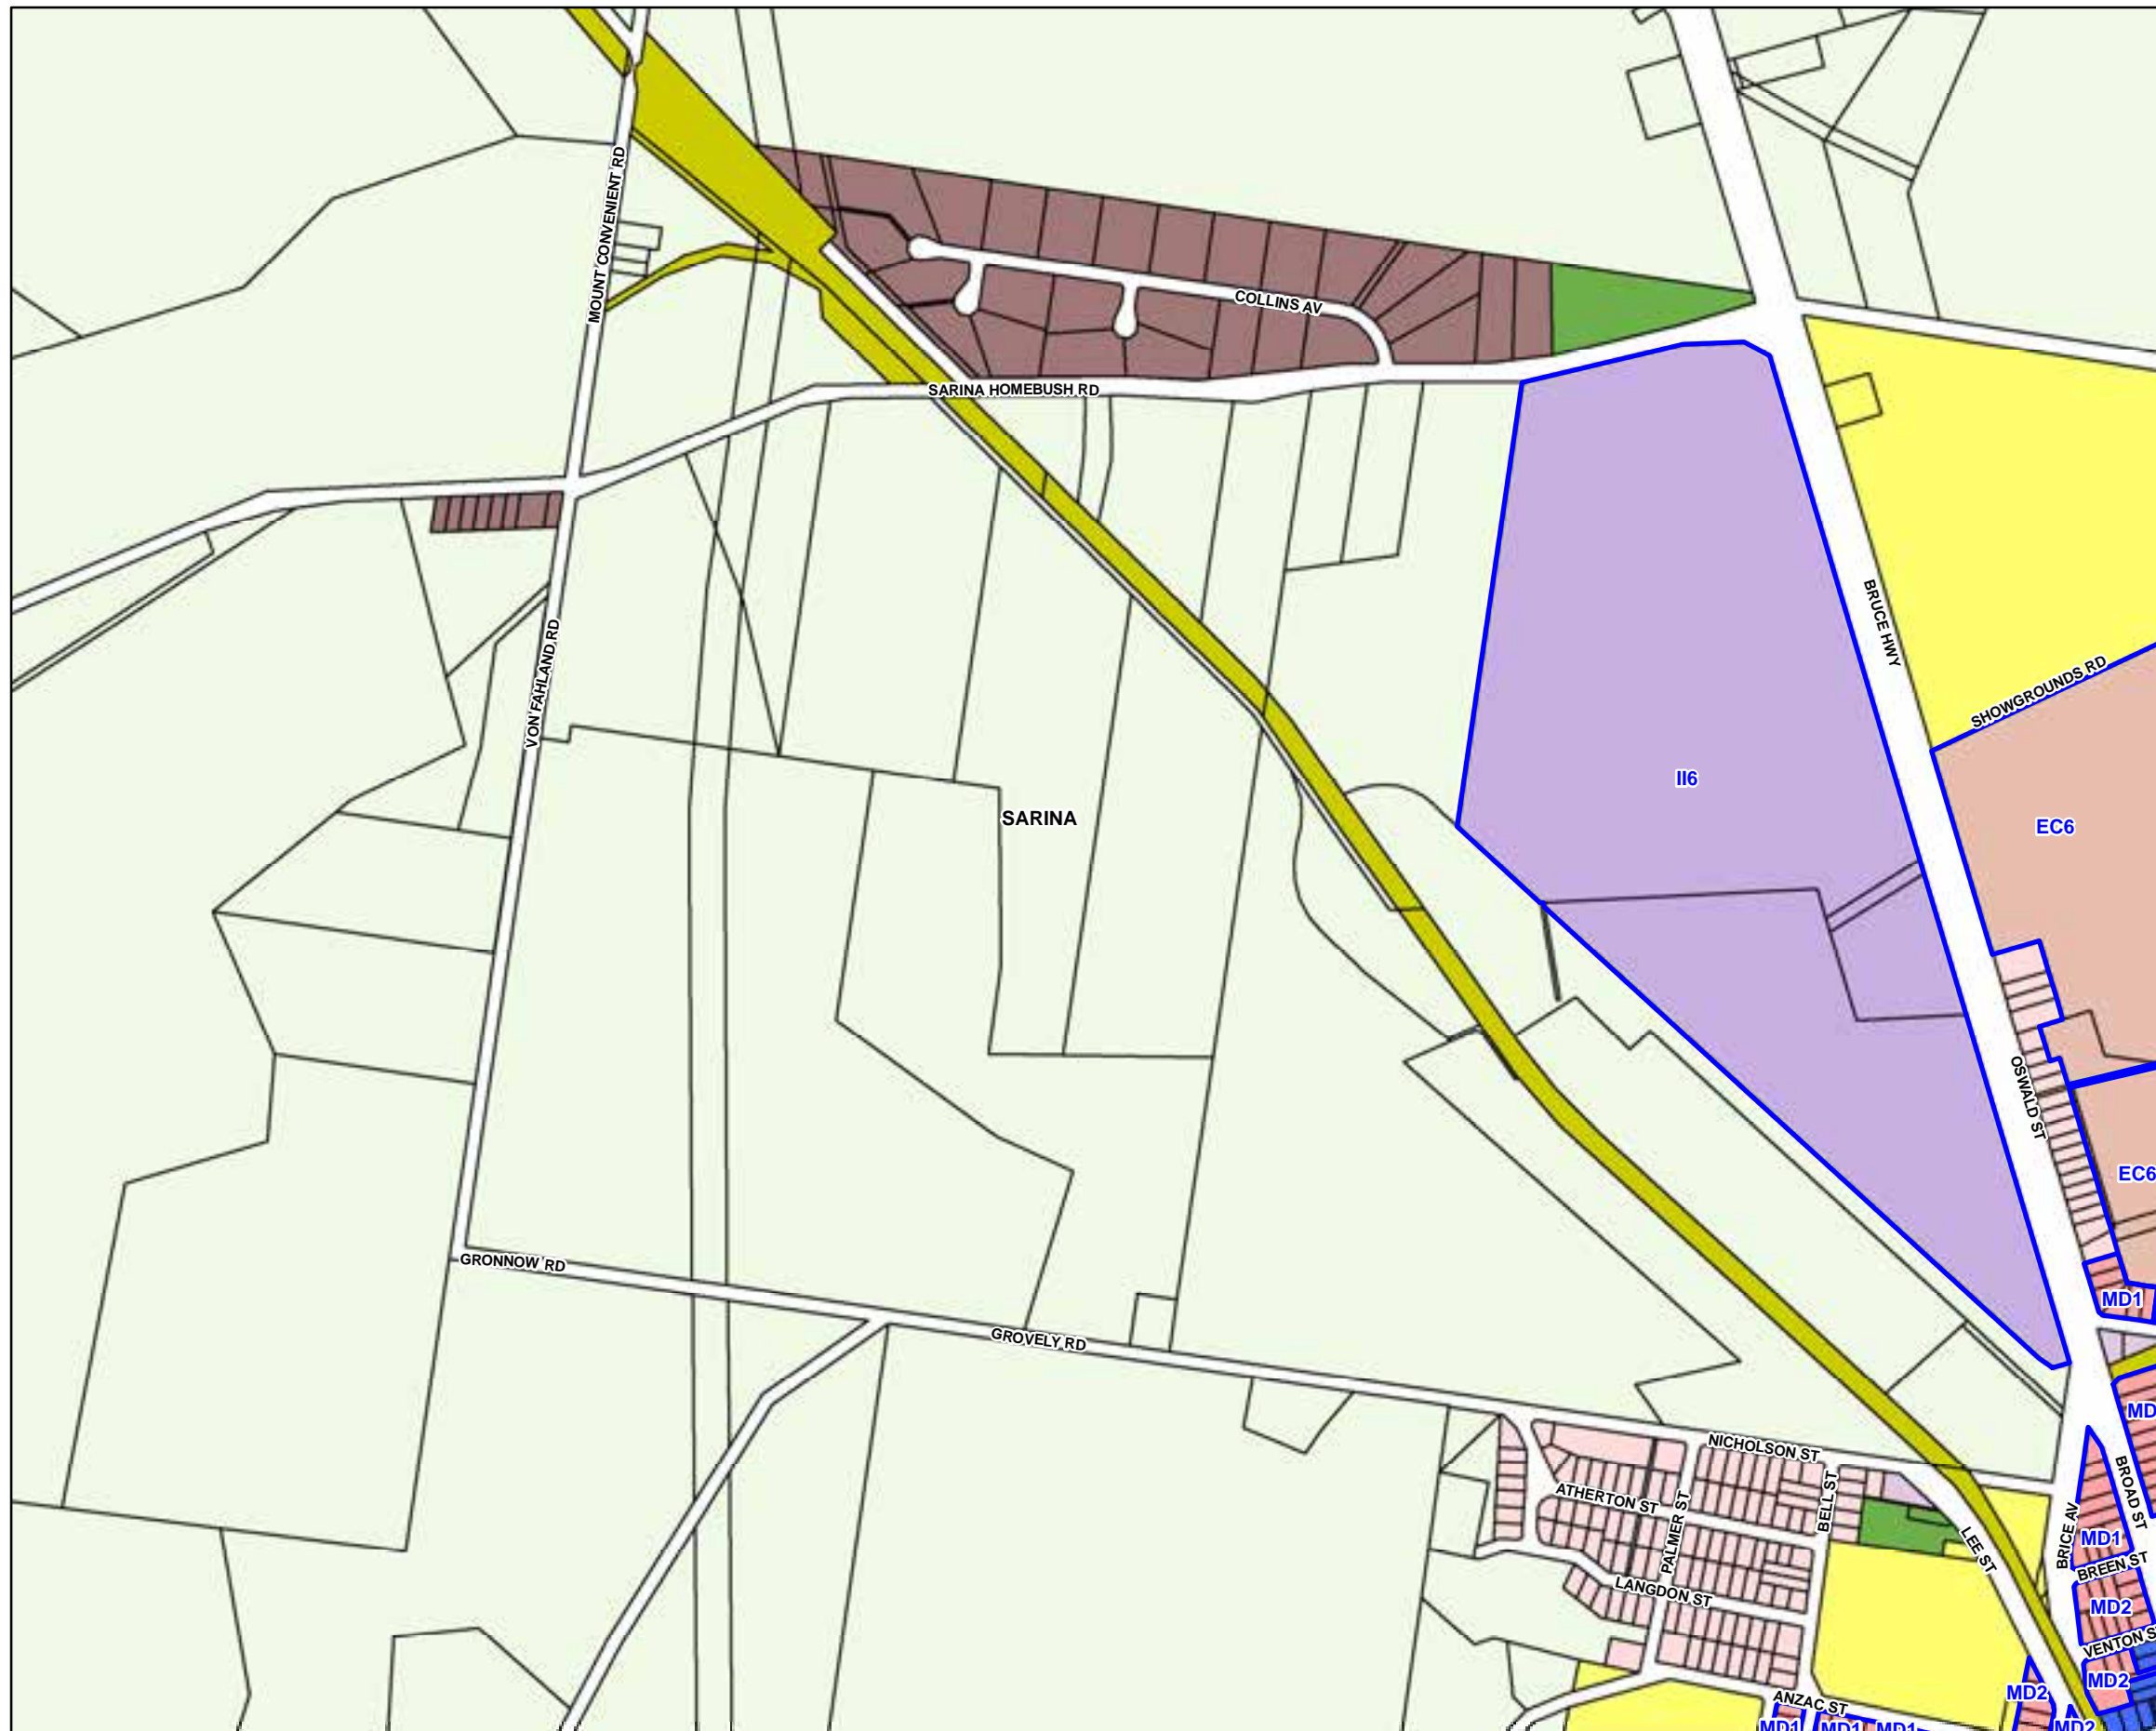 MOUNT CONVENIENT RD
COLLINS AV
SARINA HOMEBUSH RD
BRUCE HWY
VON FAHLAND RD
SHOWGROUNDS RD
II6
SARINA
EC6
OSWALD ST
EC6
GRONNOW RD
MD1
GROVELY RD
MD
NICHOLSON ST
BROAD ST
ATHERTON ST
PALMER ST
BELL ST
LEE ST
BRICE AV
MD1
BREEN ST
LANGDON ST
MD2
VENTON S
MD2
MD2
ANZAC ST
MD1
MD1
MD1
MD2